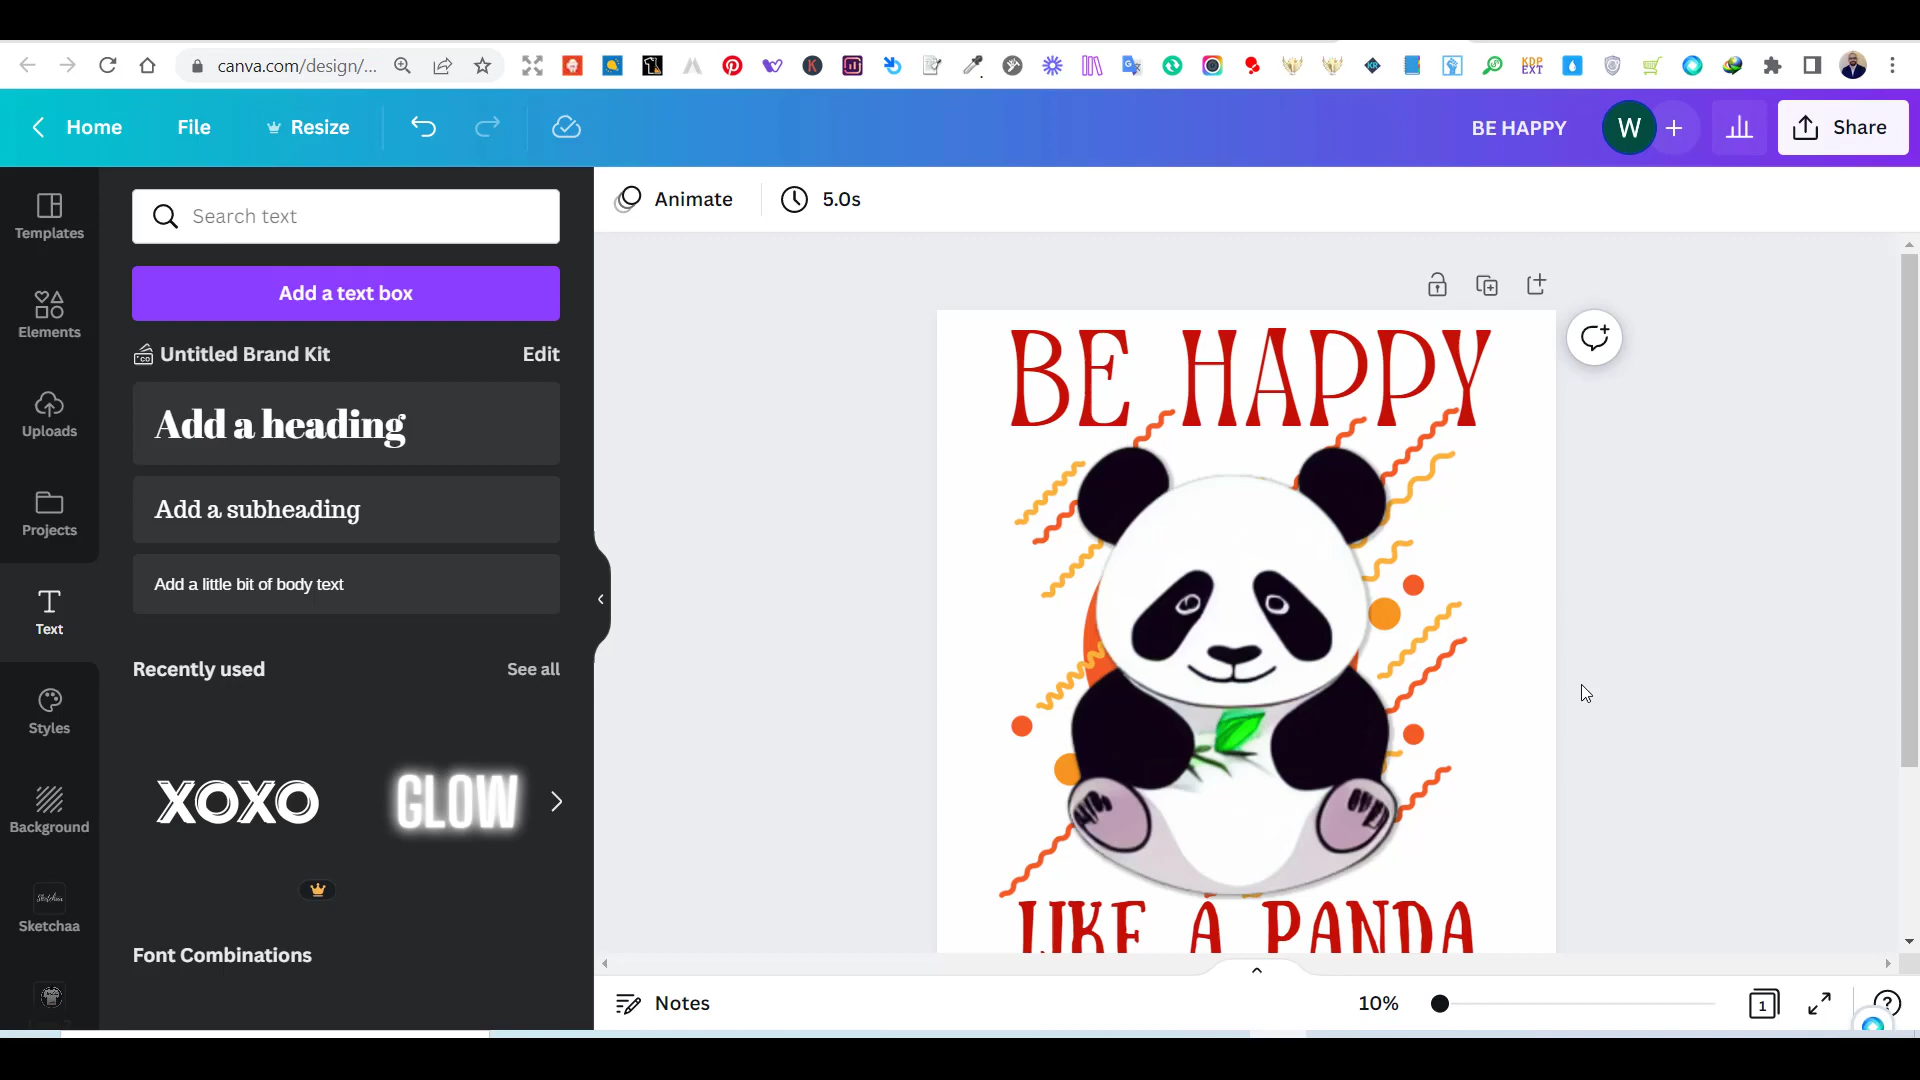 canva.com/design/...
KDP
EXT
Home
File
Resize
BE HAPPY
W
Share
Templates
Elements
Uploads
Projects
Text
Styles
Background
Sketchaa
Search text
Add a text box
Untitled Brand Kit
Edit
Add a heading
Add a subheading
Add a little bit of body text
Recently used
See all
XOXO
GLOW
Font Combinations
Animate
5.0s
BE HAPPY
LIKE A PANDA
Notes
10%
1
?